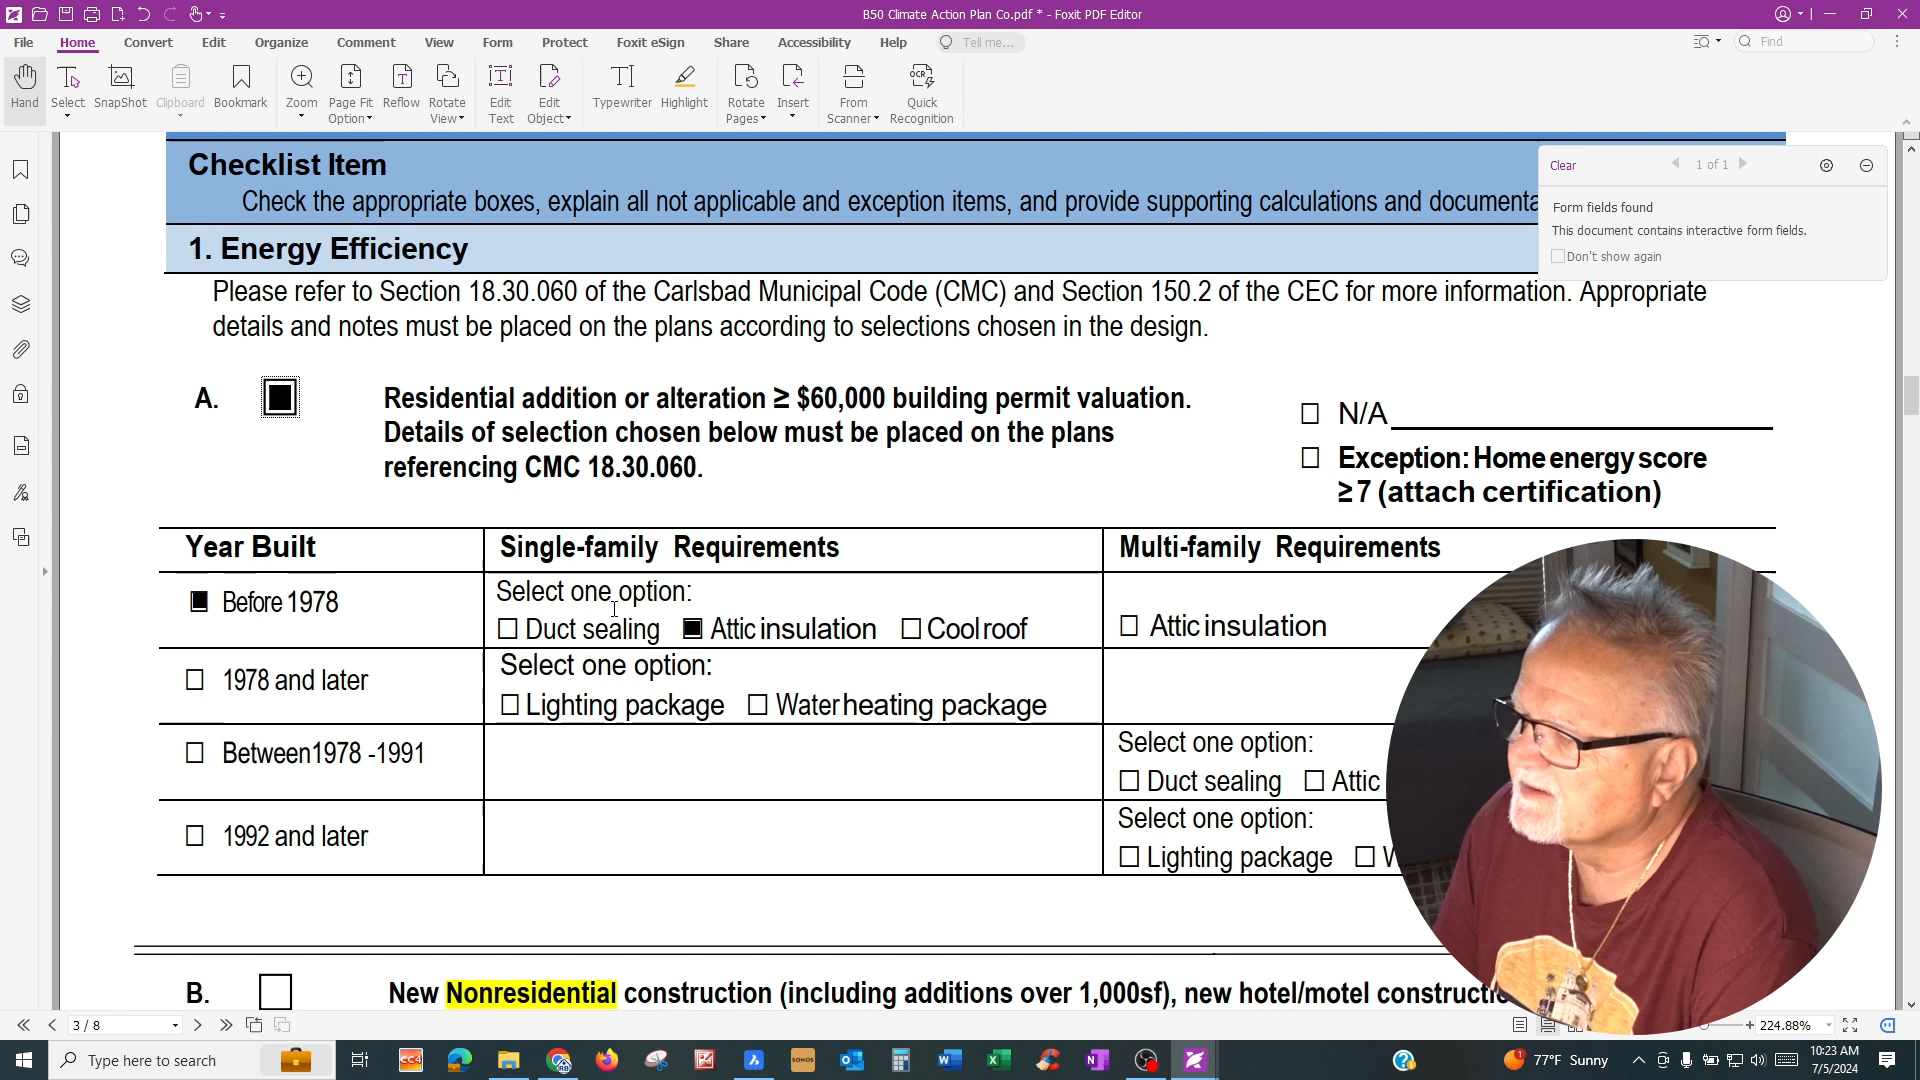 B50 Climate Action Plan Co.pdf * - Foxit PDF Editor
File Home Convert Edit Organize Comment View Form Protect Foxit eSign Share Accessibility Help Tell me... Find
Hand Select SnapShot Clipboard Bookmark Zoom Page Fit Option Reflow Rotate View Edit Text Edit Object Typewriter Highlight Rotate Pages Insert From Scanner OCR Quick Recognition
Checklist Item
Check the appropriate boxes, explain all not applicable and exception items, and provide supporting calculations and documenta
Clear 1 of 1
Form fields found
This document contains interactive form fields.
Don't show again
1. Energy Efficiency
Please refer to Section 18.30.060 of the Carlsbad Municipal Code (CMC) and Section 150.2 of the CEC for more information. Appropriate
details and notes must be placed on the plans according to selections chosen in the design.
A. Residential addition or alteration ≥ $60,000 building permit valuation.
Details of selection chosen below must be placed on the plans
referencing CMC 18.30.060.
N/A
Exception: Home energy score
≥ 7 (attach certification)
Year Built Single-family Requirements Multi-family Requirements
Before 1978
Select one option:
Duct sealing Attic insulation Cool roof
Attic insulation
1978 and later
Select one option:
Lighting package Water heating package
Between1978 -1991
Select one option:
Duct sealing Attic
1992 and later
Select one option:
Lighting package
B. New Nonresidential construction (including additions over 1,000sf), new hotel/motel constructi
3 / 8 224.88%
Type here to search CC4 SONOS 1 77°F Sunny 10:23 AM
7/5/2024